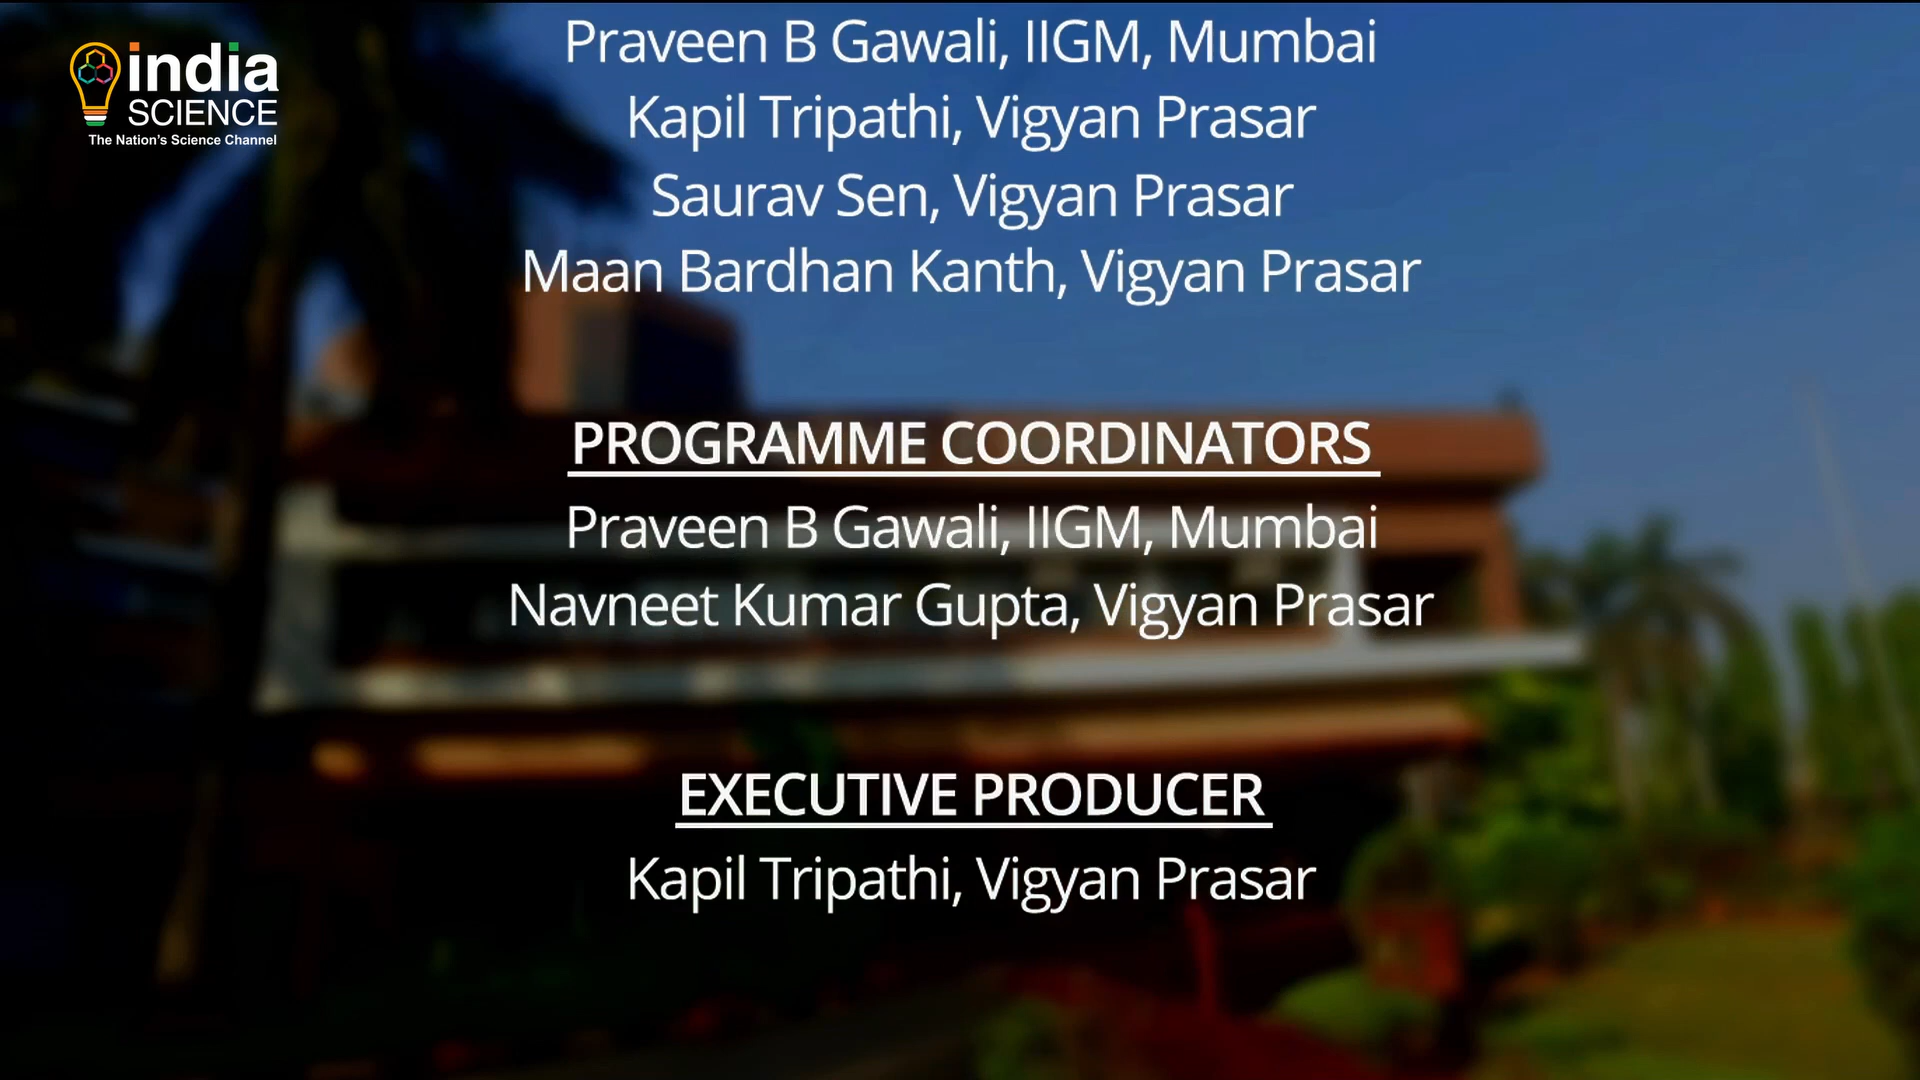 india
SCIENCE
The Nation's Science Channel
Praveen B Gawali, IIGM, Mumbai
Kapil Tripathi, Vigyan Prasar
Saurav Sen, Vigyan Prasar
Maan Bardhan Kanth, Vigyan Prasar
PROGRAMME COORDINATORS
Praveen B Gawali, IIGM, Mumbai
Navneet Kumar Gupta, Vigyan Prasar
EXECUTIVE PRODUCER
Kapil Tripathi, Vigyan Prasar